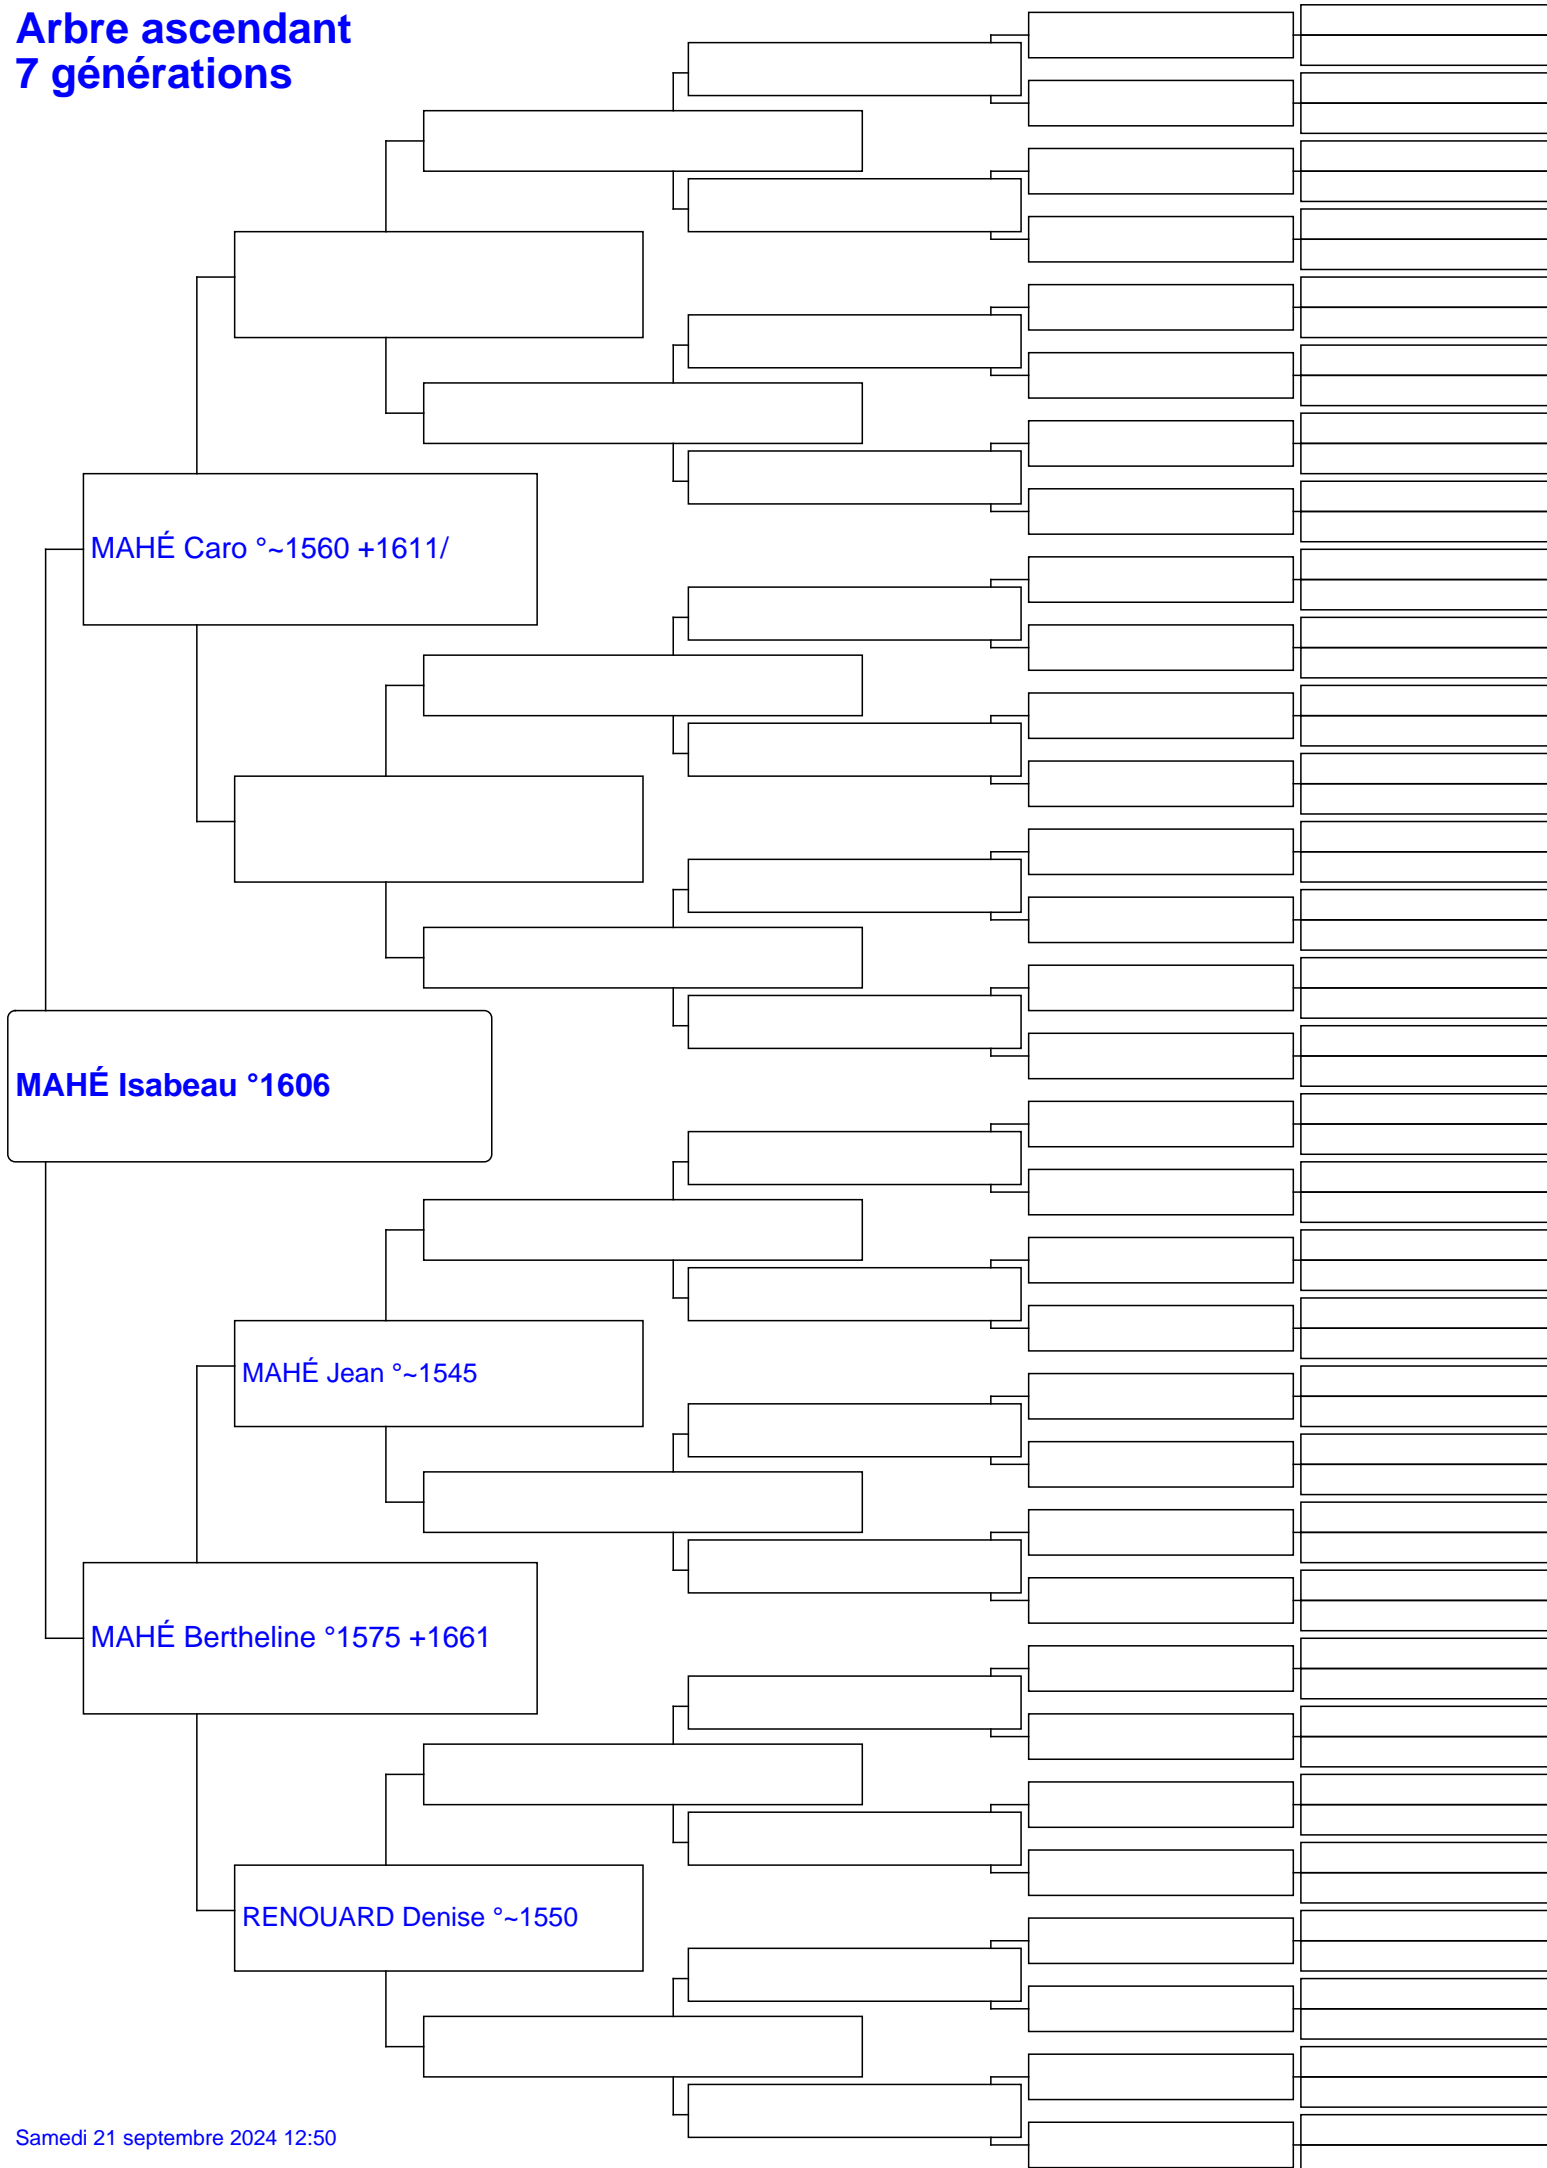 Arbre ascendant
7 générations
MAHÉ Caro °~1560 +1611/
MAHÉ Isabeau °1606
MAHÉ Jean °~1545
MAHÉ Bertheline °1575 +1661
RENOUARD Denise °~1550
Samedi 21 septembre 2024 12:50